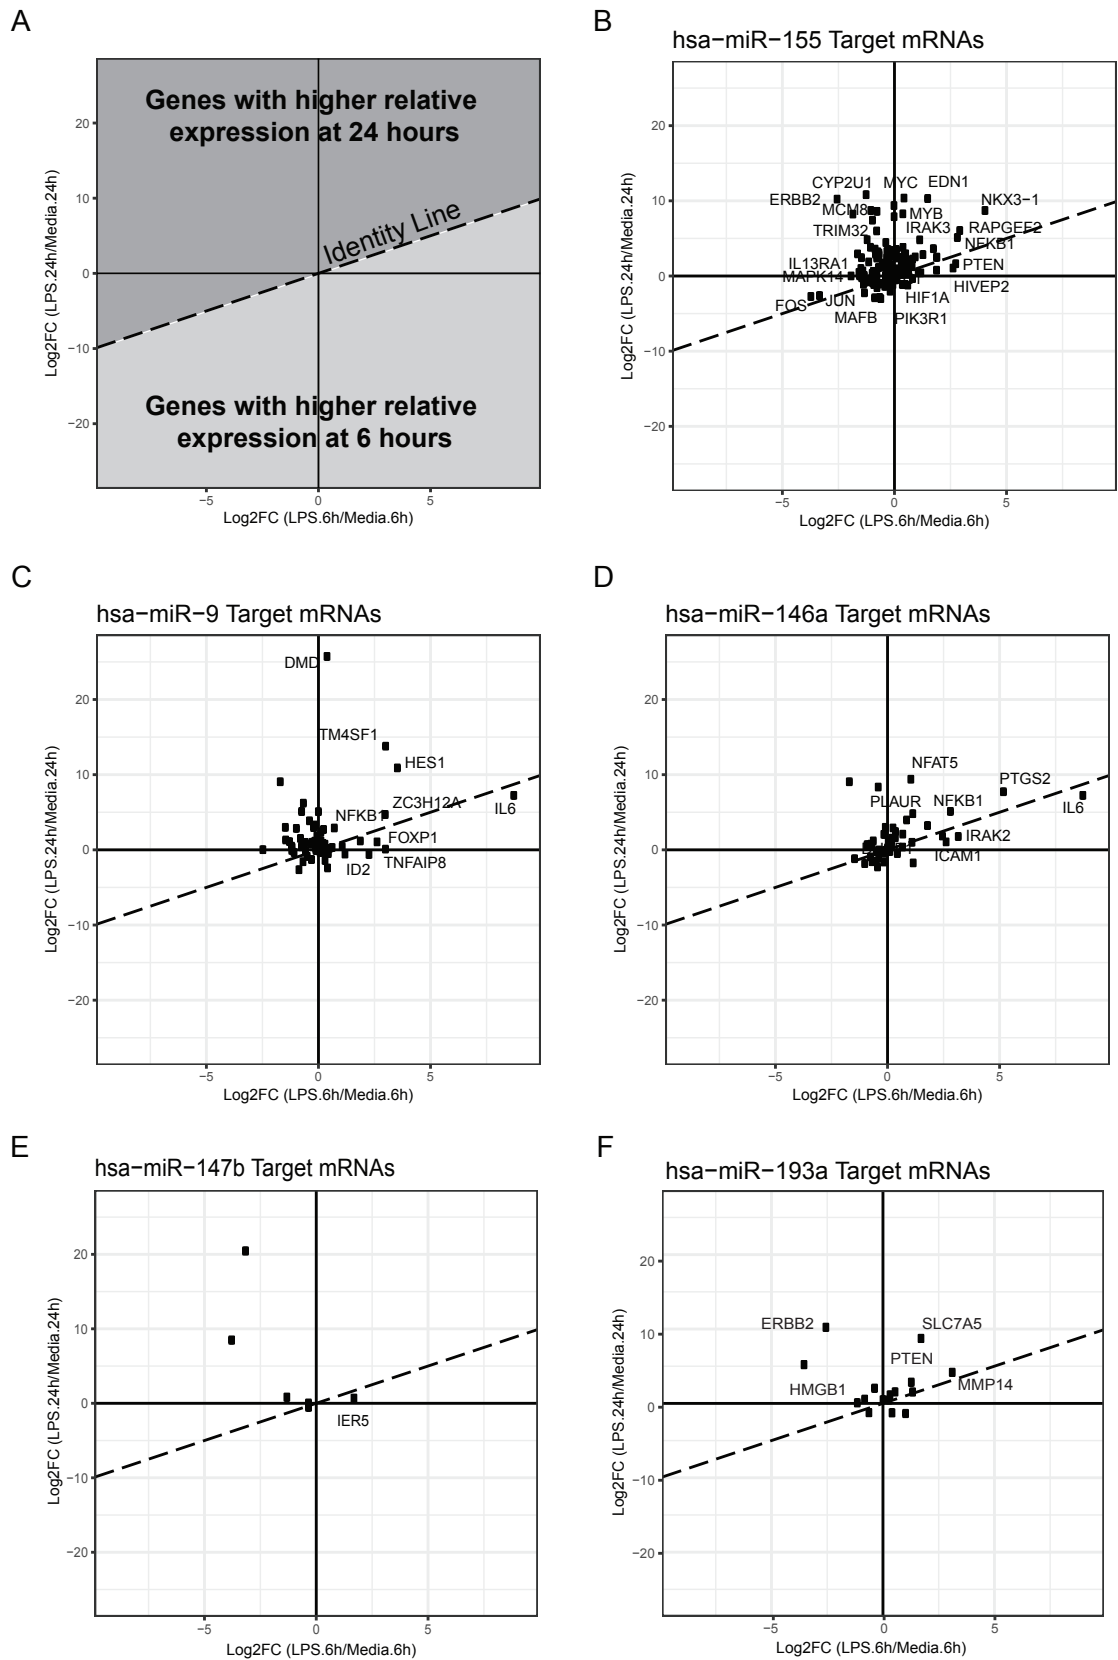 A
Genes with higher relative
expression at 24 hours
Identity Line
Genes with higher relative
expression at 6 hours
20
10
0
−10
−20
−5
0
5
Log2FC (LPS.24h/Media.24h)
Log2FC (LPS.6h/Media.6h)
B
hsa−miR−155 Target mRNAs
CYP2U1
MYC
EDN1
ERBB2
NKX3−1
MCM8
MYB
TRIM32
IRAK3
RAPGEF2
NFKB1
IL13RA1
PTEN
MAPK14
HIVEP2
FOS
JUN
HIF1A
MAFB
PIK3R1
20
10
0
−10
−20
−5
0
5
Log2FC (LPS.24h/Media.24h)
Log2FC (LPS.6h/Media.6h)
C
hsa−miR−9 Target mRNAs
DMD
TM4SF1
HES1
ZC3H12A
IL6
NFKB1
FOXP1
ID2
TNFAIP8
20
10
0
−10
−20
−5
0
5
Log2FC (LPS.24h/Media.24h)
Log2FC (LPS.6h/Media.6h)
D
hsa−miR−146a Target mRNAs
NFAT5
PTGS2
PLAUR
NFKB1
IL6
IRAK2
ICAM1
20
10
0
−10
−20
−5
0
5
Log2FC (LPS.24h/Media.24h)
Log2FC (LPS.6h/Media.6h)
E
hsa−miR−147b Target mRNAs
IER5
20
10
0
−10
−20
−5
0
5
Log2FC (LPS.24h/Media.24h)
Log2FC (LPS.6h/Media.6h)
F
hsa−miR−193a Target mRNAs
ERBB2
SLC7A5
PTEN
HMGB1
MMP14
20
10
0
−10
−20
−5
0
5
Log2FC (LPS.24h/Media.24h)
Log2FC (LPS.6h/Media.6h)